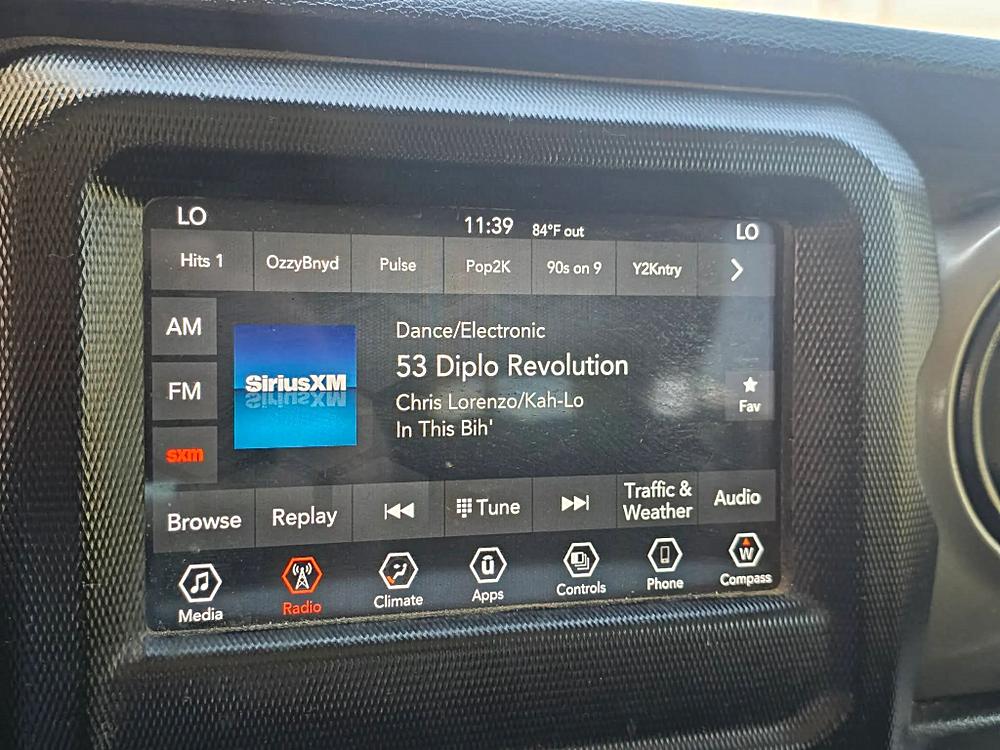 LO 11:39 84°F out LO
Hits 1 OzzyBnyd Pulse Pop2K 90s on 9 Y2Kntry
AM
FM
sxm
SiriusXM
Dance/Electronic
53 Diplo Revolution
Chris Lorenzo/Kah-Lo
In This Bih'
Fav
Browse Replay Tune Traffic & Weather Audio
Media Radio Climate Apps Controls Phone Compass
W